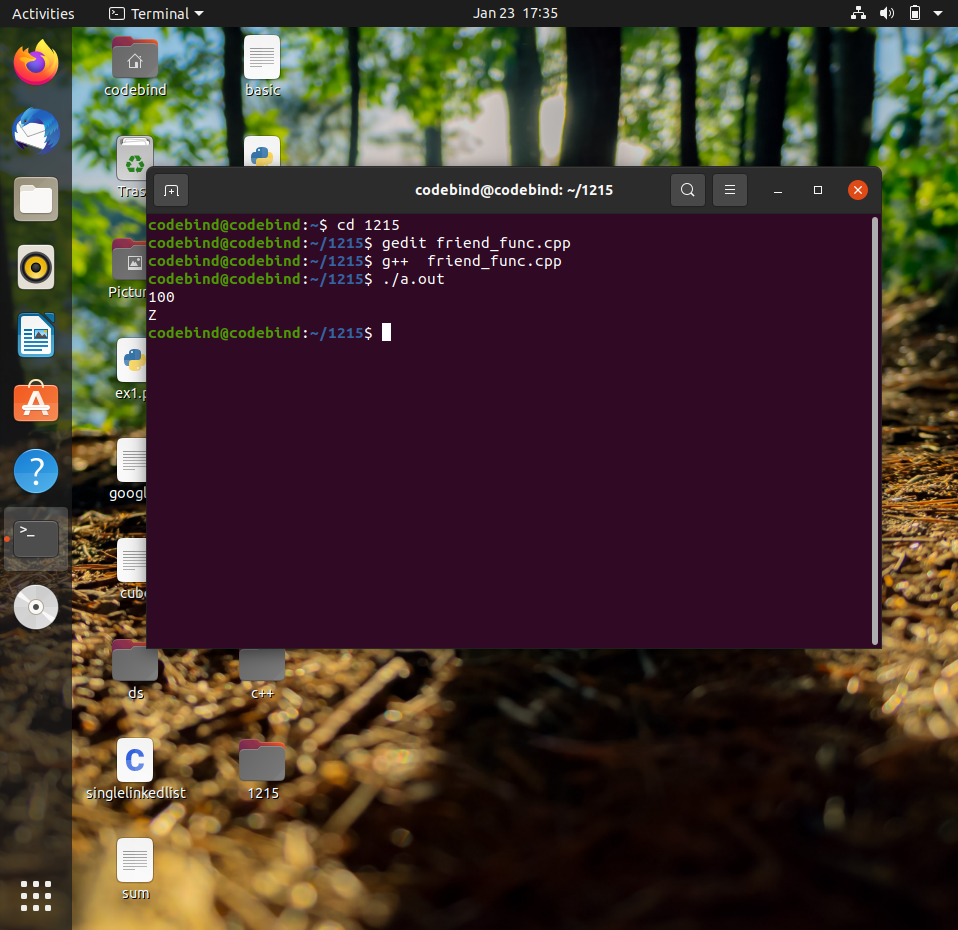 Activities Terminal Jan 23 17:35
codebind basic
codebind@codebind: ~/1215
codebind@codebind:~$ cd 1215
codebind@codebind:~/1215$ gedit friend_func.cpp
codebind@codebind:~/1215$ g++  friend_func.cpp
codebind@codebind:~/1215$ ./a.out
100
Z
codebind@codebind:~/1215$
Tras
Pictur
ex1.p
googl
cube
ds c++
singlelinkedlist 1215
sum